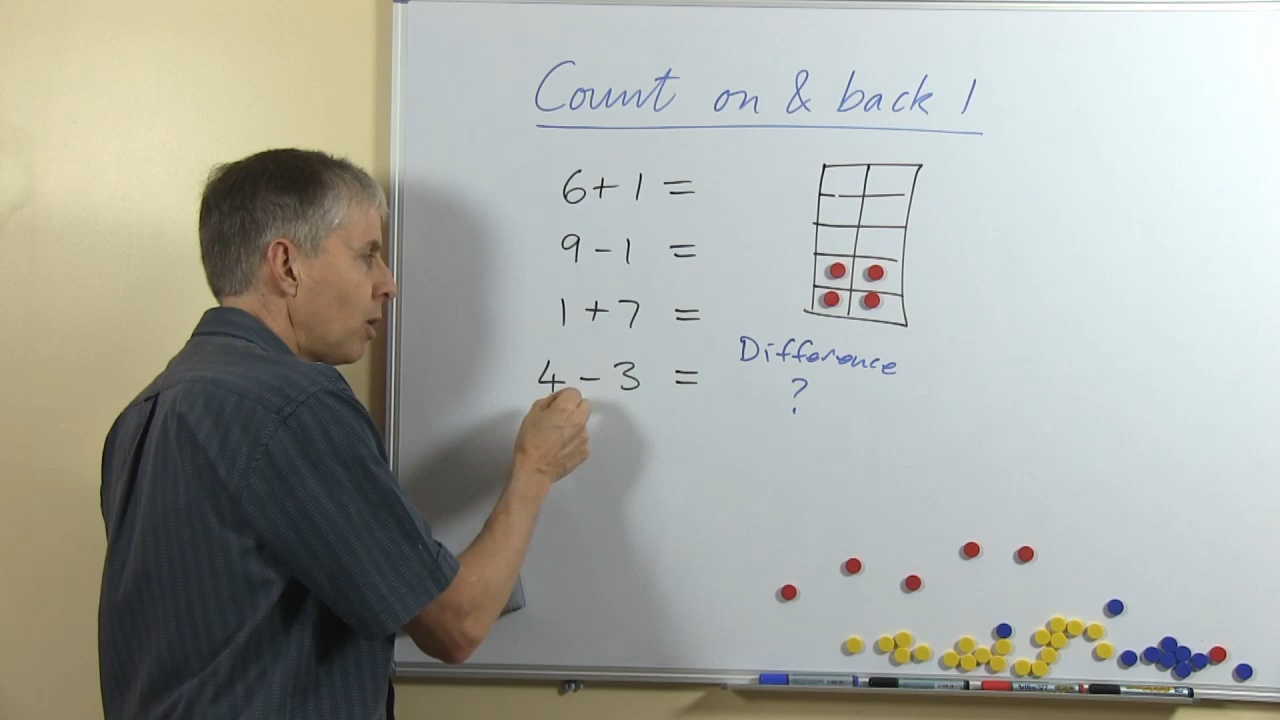 Count on & back 1
6 + 1 =
9 - 1 =
1 + 7 =
4 - 3 =
Difference
?